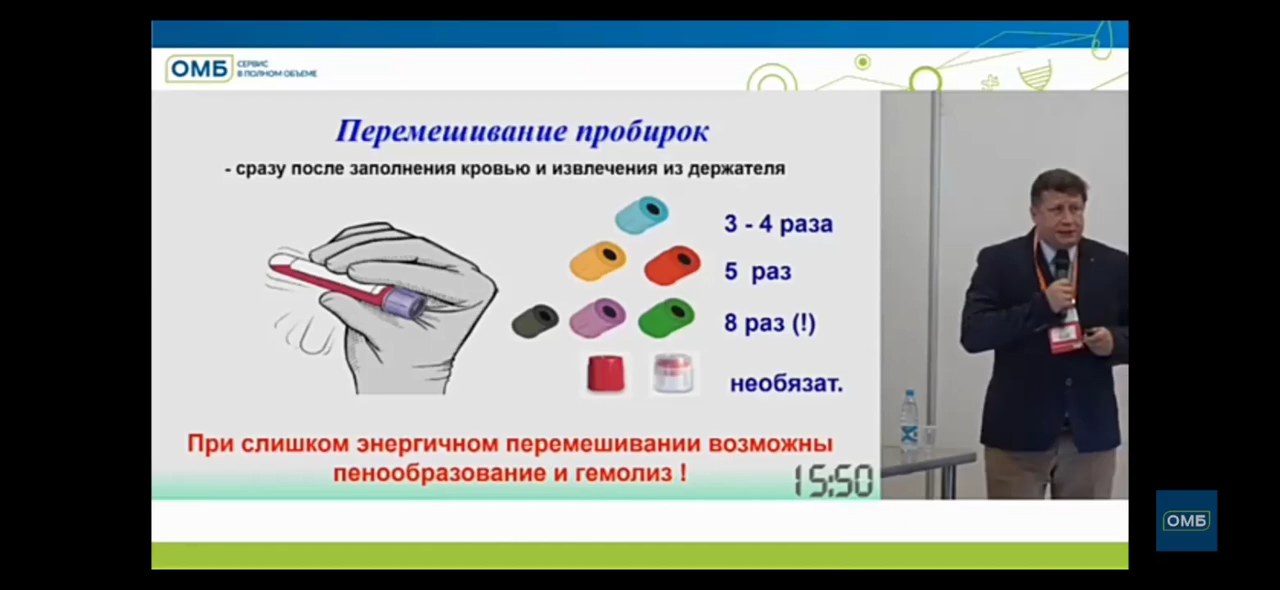 ОМБ
СЕРВИС
В ПОЛНОМ ОБЪЕМЕ
Перемешивание пробирок
- сразу после заполнения кровью и извлечения из держателя
3 - 4 раза
5 раз
8 раз (!)
необязат.
При слишком энергичном перемешивании возможны
пенообразование и гемолиз !
15:50
ОМБ